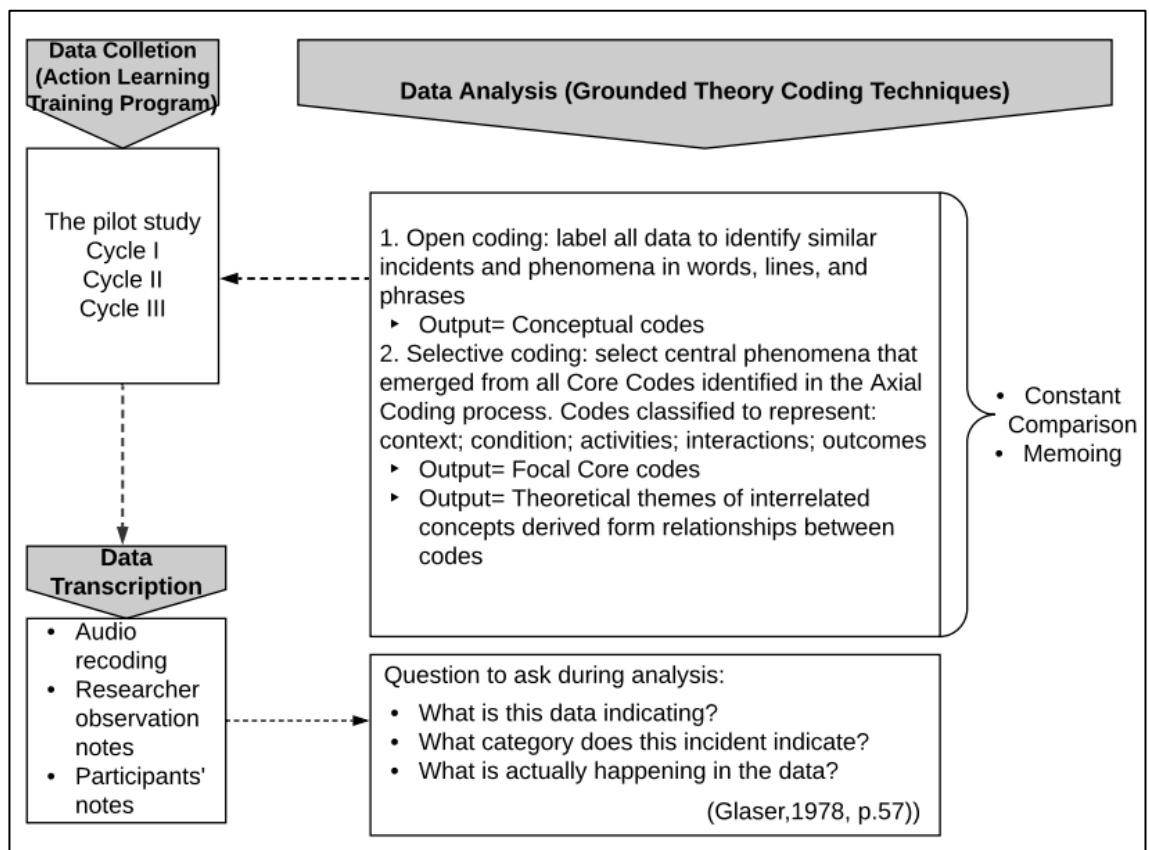 Data Colletion
(Action Learning
Training Program)
Data Analysis (Grounded Theory Coding Techniques)
The pilot study
Cycle I
Cycle II
Cycle III
1. Open coding: label all data to identify similar
incidents and phenomena in words, lines, and
phrases
‣ Output= Conceptual codes
2. Selective coding: select central phenomena that
emerged from all Core Codes identified in the Axial
Coding process. Codes classified to represent:
context; condition; activities; interactions; outcomes
‣ Output= Focal Core codes
‣ Output= Theoretical themes of interrelated
concepts derived form relationships between
codes
• Constant
Comparison
• Memoing
Data
Transcription
• Audio
recoding
• Researcher
observation
notes
• Participants'
notes
Question to ask during analysis:
• What is this data indicating?
• What category does this incident indicate?
• What is actually happening in the data?
(Glaser,1978, p.57))